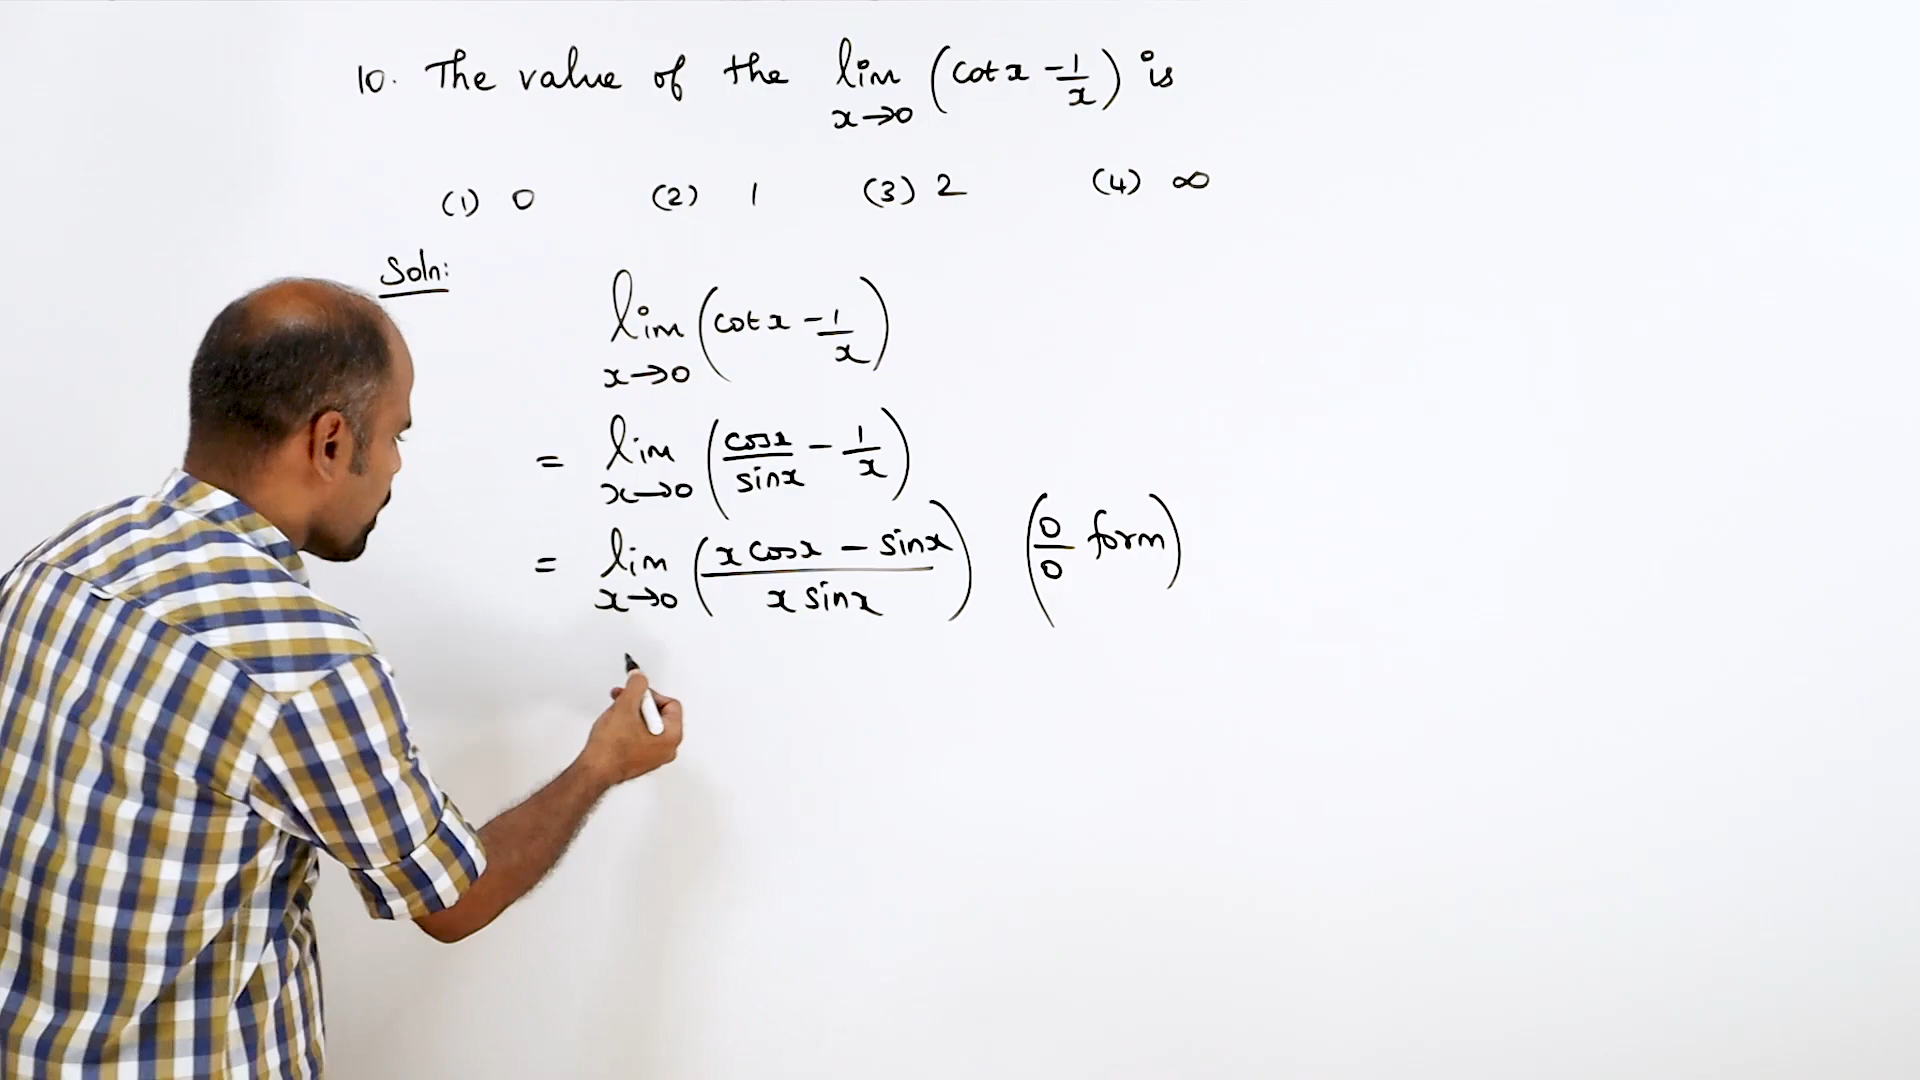 10. The value of the lim x→0 (cot x - 1/x) is
(1) 0 (2) 1 (3) 2 (4) ∞
Soln:
lim x→0 (cot x - 1/x)
= lim x→0 (cos x/sin x - 1/x)
= lim x→0 (x cos x - sin x / x sin x) (0/0 form)